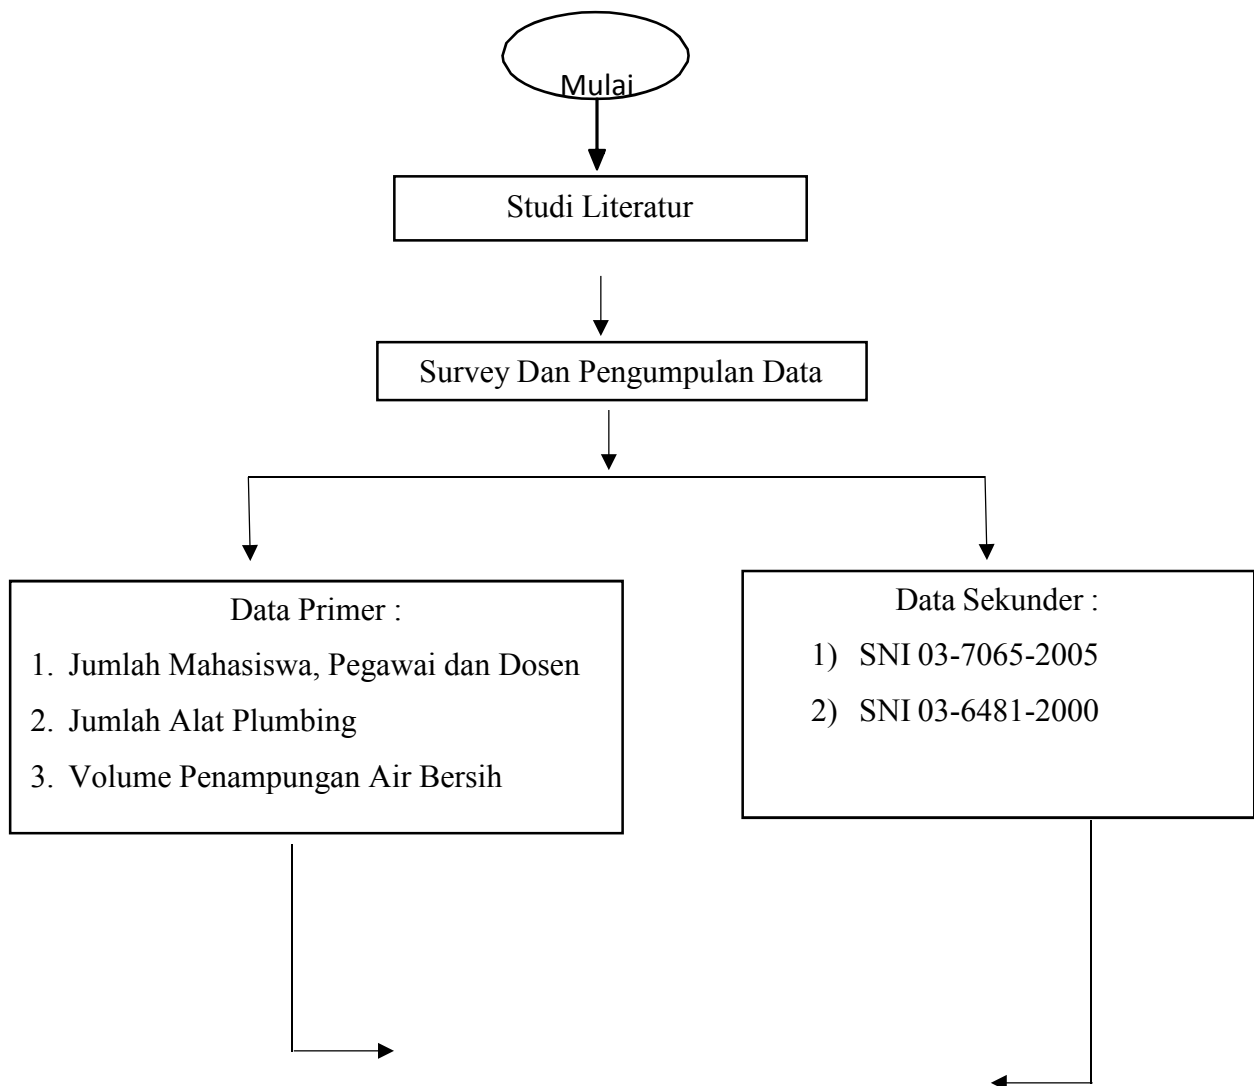 Mulai
Studi Literatur
Survey Dan Pengumpulan Data
Data Primer :
1. Jumlah Mahasiswa, Pegawai dan Dosen
2. Jumlah Alat Plumbing
3. Volume Penampungan Air Bersih
Data Sekunder :
1) SNI 03-7065-2005
2) SNI 03-6481-2000